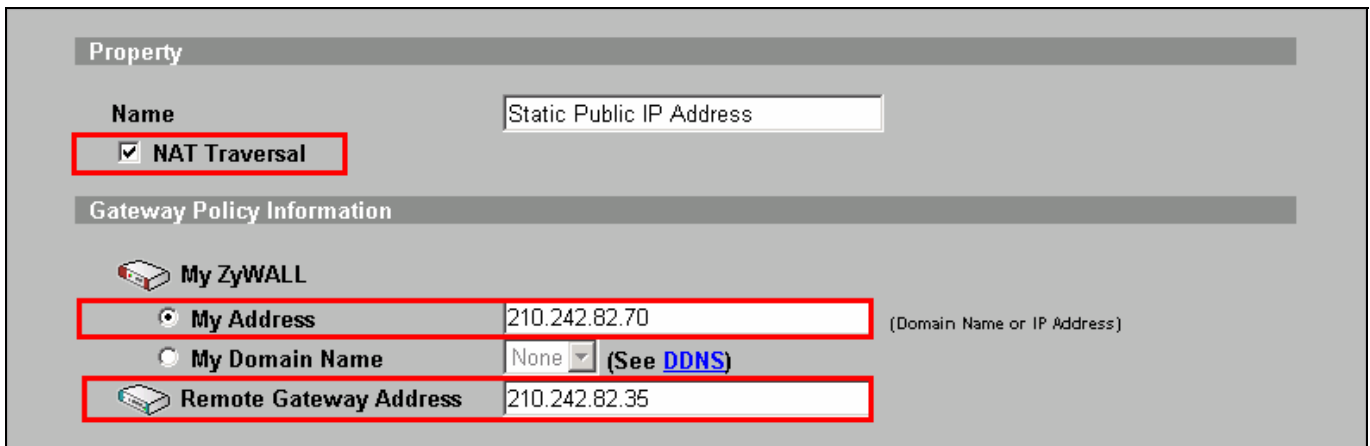 Property
Name Static Public IP Address
NAT Traversal
Gateway Policy Information
My ZyWALL
My Address 210.242.82.70 (Domain Name or IP Address)
My Domain Name None (See DDNS)
Remote Gateway Address 210.242.82.35